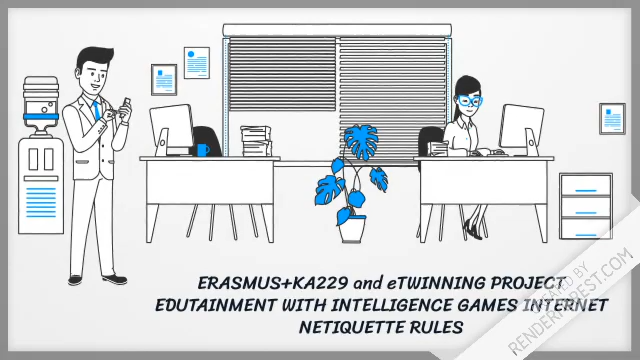 ERASMUS+KA229 and eTWINNING PROJECT
EDUTAINMENT WITH INTELLIGENCE GAMES INTERNET
NETIQUETTE RULES
CREATED BY
RENDERFOREST.COM